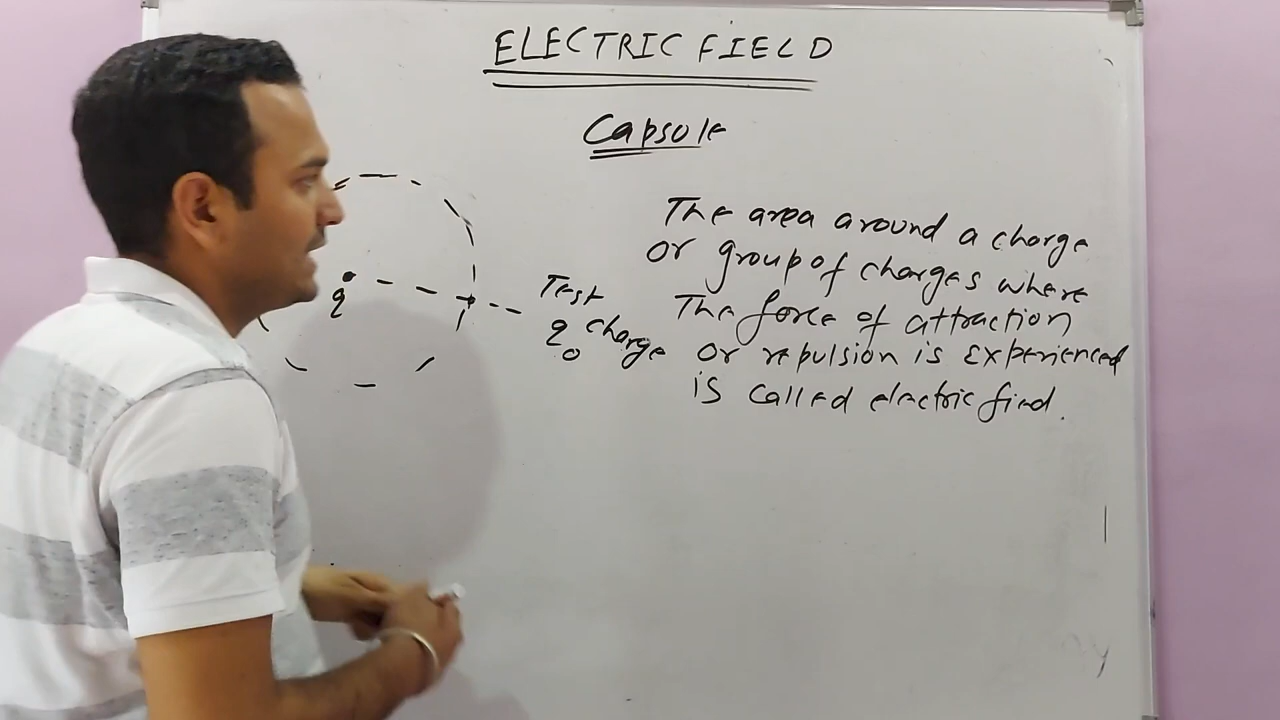 ELECTRIC FIELD
Capsule
The area around a charge
or group of charges where
The force of attraction
or repulsion is experienced
is called electric fied.
q
Test
q₀ charge